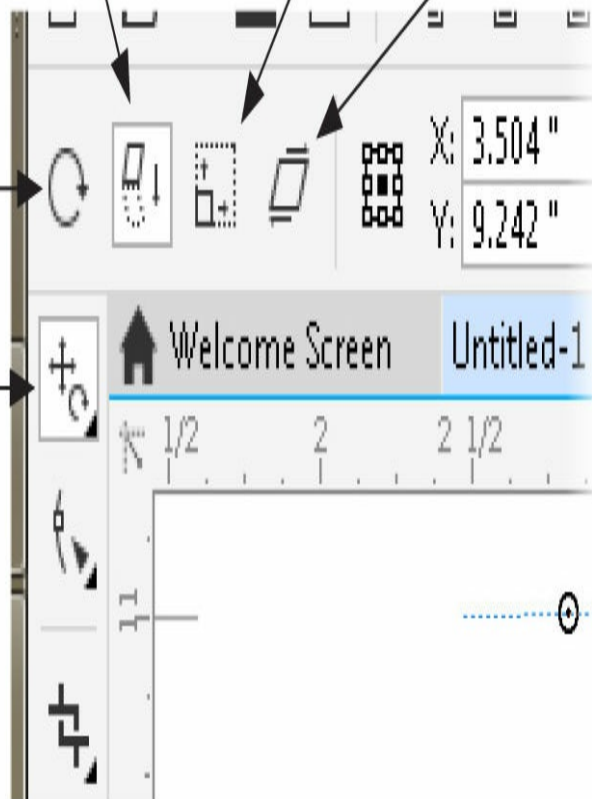 X: 3.504 "
Y: 9.242 "
Welcome Screen Untitled-1
1/2 2 2 1/2
11